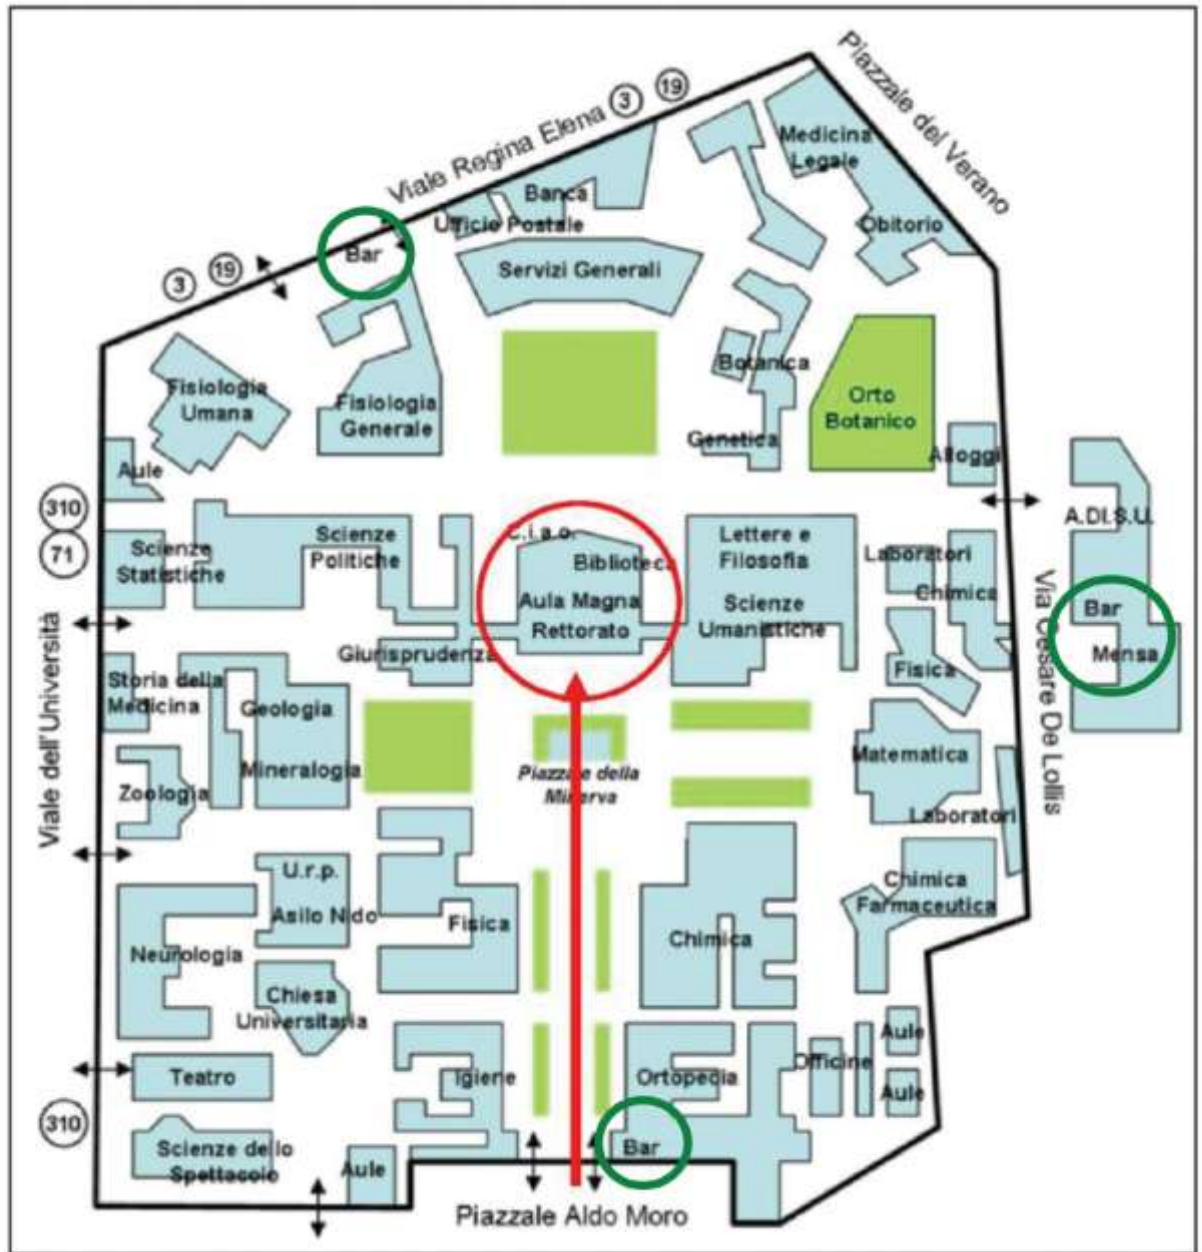 Piazzale del Verano
Viale Regina Elena
3
19
Medicina
Legale
Banca
Ufficio Postale
Obitorio
Bar
3
19
Servizi Generali
Botanica
Fisiologia
Umana
Fisiologia
Generale
Orto
Botanico
Genetica
Alloggi
Aule
310
71
Scienze
Statistiche
Scienze
Politiche
C.i.a.o.
Biblioteca
Aula Magna
Rettorato
Lettere e
Filosofia
Scienze
Umanistiche
Laboratori
Chimica
A.DI.S.U.
Bar
Mensa
Via Cesare De Lollis
Giurisprudenza
Fisica
Viale dell'Università
Storia della
Medicina
Geologia
Mineralogia
Zoologia
Piazzale della
Minerva
Matematica
Laboratori
U.r.p.
Asilo Nido
Fisica
Chimica
Chimica
Farmaceutica
Neurologia
Chiesa
Universitaria
Teatro
Igiene
Ortopedia
Officine
Aule
Aule
310
Scienze dello
Spettacolo
Aule
Bar
Piazzale Aldo Moro